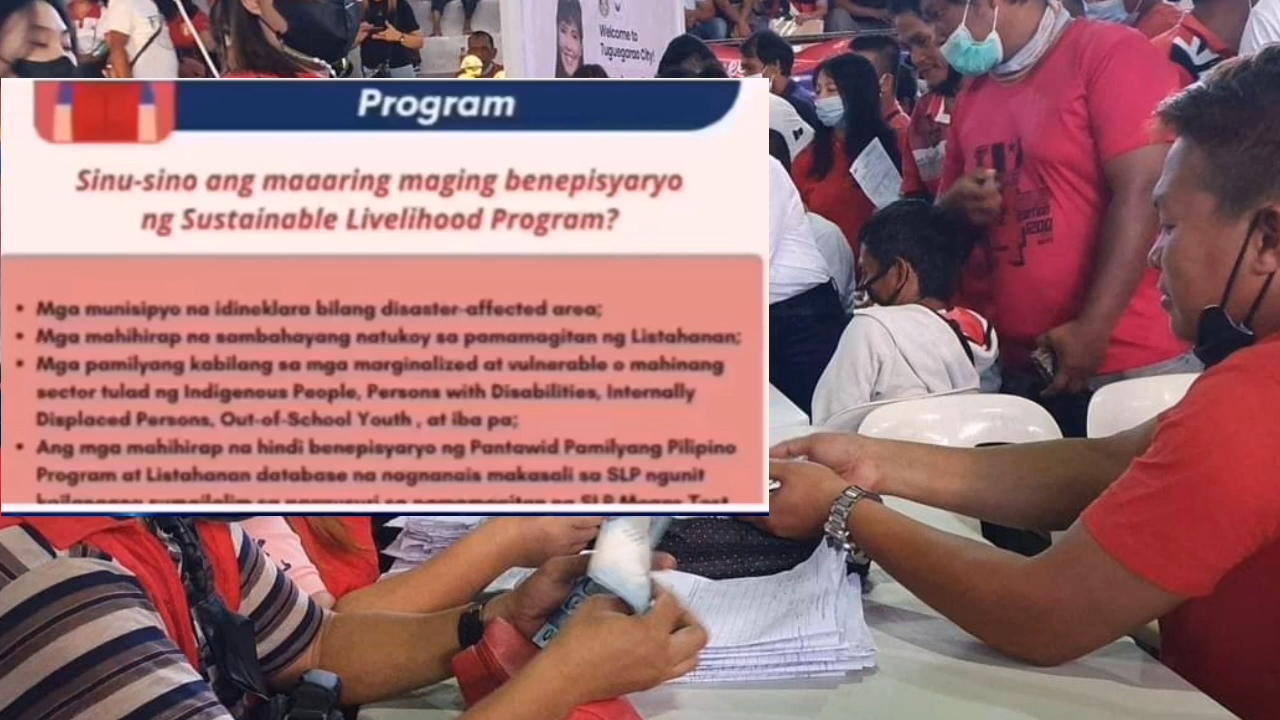 Welcome to
Tuguegarao City!
Program
Sinu-sino ang maaaring maging benepisyaryo
ng Sustainable Livelihood Program?
• Mga munisipyo na idineklara bilang disaster-affected area;
• Mga mahihirap na sambahayang natukoy sa pamamagitan ng Listahanan;
• Mga pamilyang kabilang sa mga marginalized at vulnerable o mahinang
sector tulad ng Indigenous People, Persons with Disabilities, Internally
Displaced Persons, Out-of-School Youth , at iba pa;
• Ang mga mahihirap na hindi benepisyaryo ng Pantawid Pamilyang Pilipino
Program at Listahanan database na nagnanais makasali sa SLP ngunit